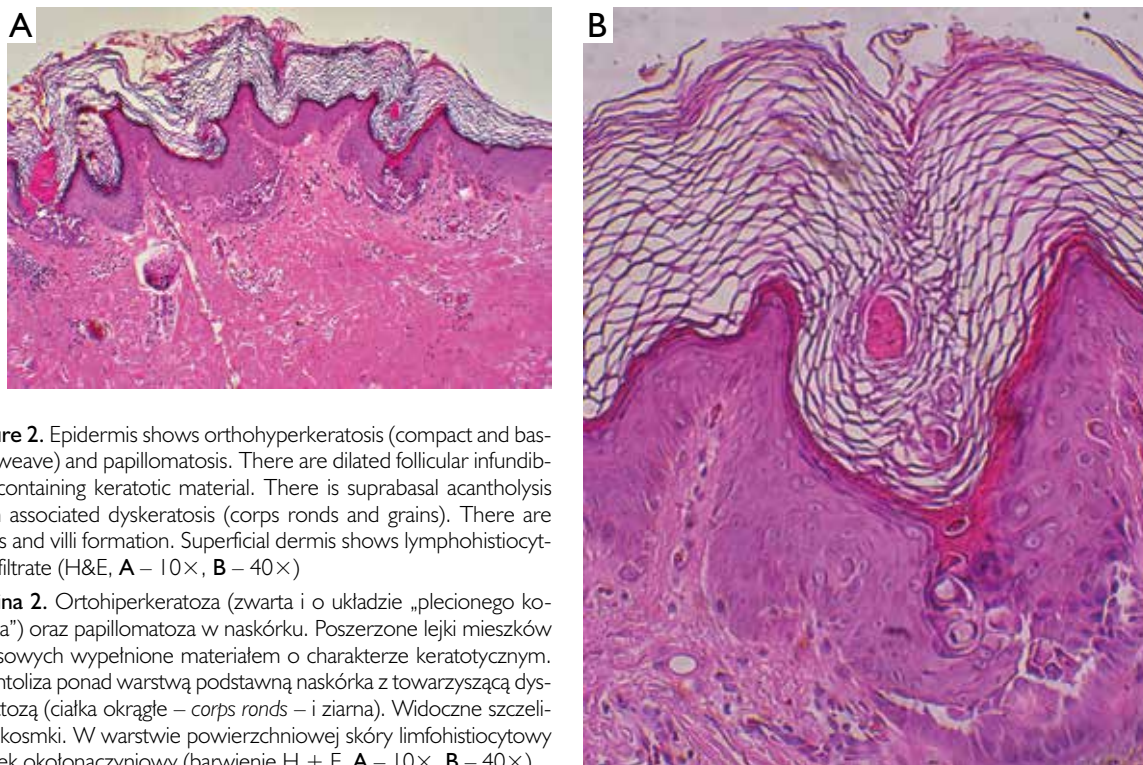 A
B
ure 2. Epidermis shows orthohyperkeratosis (compact and bas-
weave) and papillomatosis. There are dilated follicular infundib-
containing keratotic material. There is suprabasal acantholysis
associated dyskeratosis (corps ronds and grains). There are
s and villi formation. Superficial dermis shows lymphohistiocyt-
filtrate (H&E, A – 10×, B – 40×)
ina 2. Ortohiperkeratoza (zwarta i o układzie „plecionego ko-
a”) oraz papillomatoza w naskórku. Poszerzone lejki mieszków
sowych wypełnione materiałem o charakterze keratotycznym.
ntoliza ponad warstwą podstawną naskórka z towarzyszącą dys-
atozą (ciałka okrągłe – corps ronds – i ziarna). Widoczne szczeli-
kosmki. W warstwie powierzchniowej skóry limfohistiocytowy
ek okołonaczyniowy (barwienie H + E, A – 10×, B – 40×)